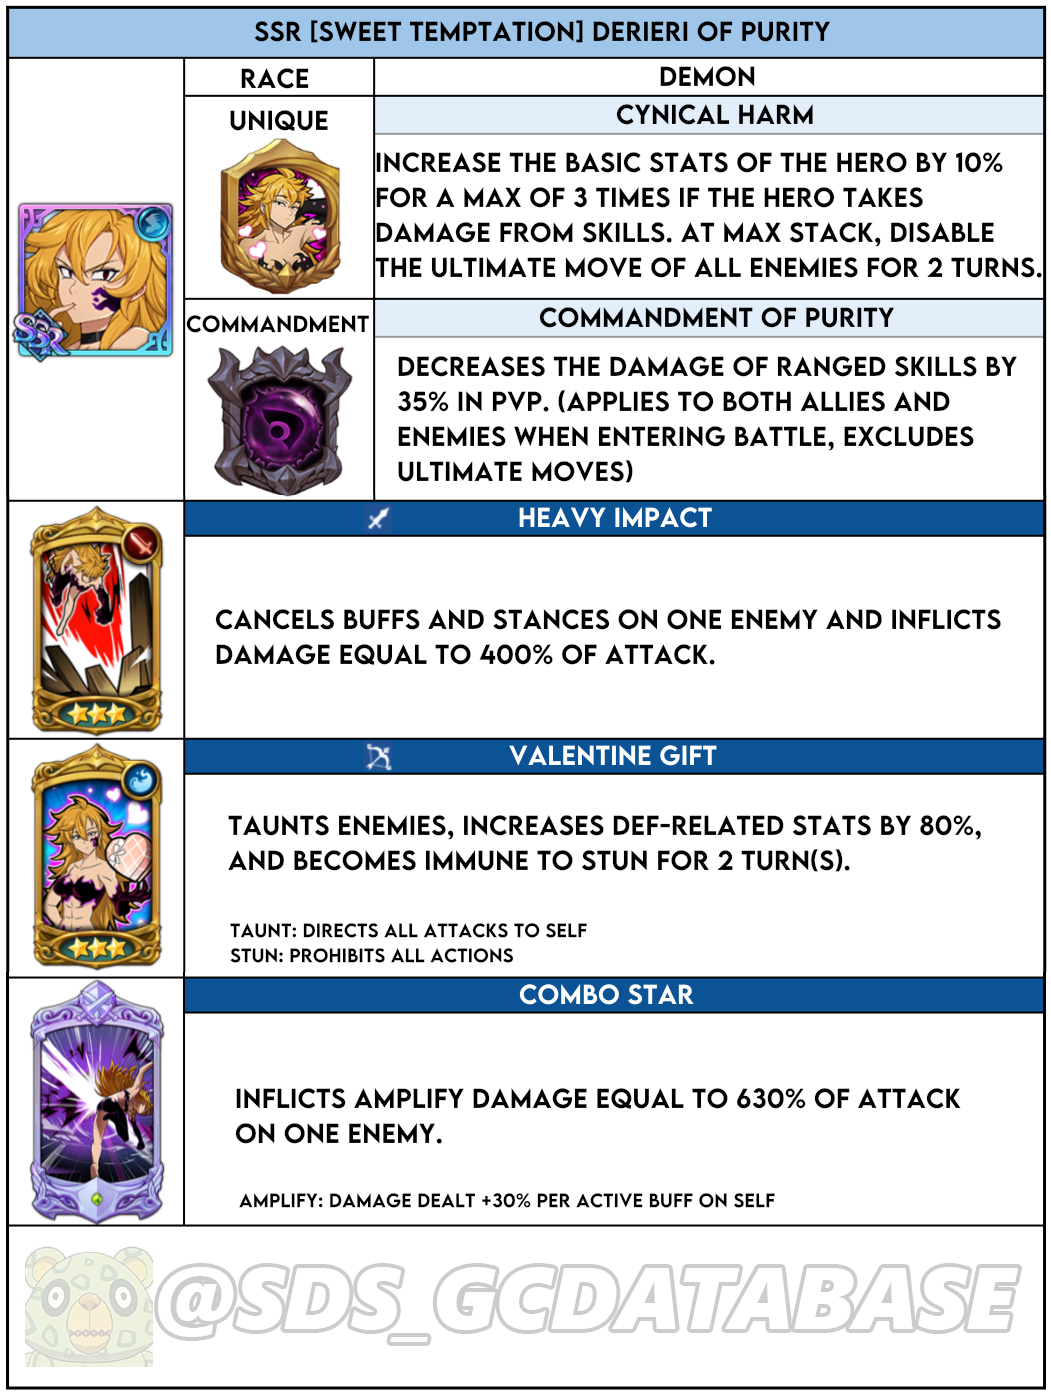 SSR [SWEET TEMPTATION] DERIERI OF PURITY
RACE
DEMON
UNIQUE
CYNICAL HARM
INCREASE THE BASIC STATS OF THE HERO BY 10%
FOR A MAX OF 3 TIMES IF THE HERO TAKES
DAMAGE FROM SKILLS. AT MAX STACK, DISABLE
THE ULTIMATE MOVE OF ALL ENEMIES FOR 2 TURNS.
SSR
COMMANDMENT
COMMANDMENT OF PURITY
DECREASES THE DAMAGE OF RANGED SKILLS BY
35% IN PVP. (APPLIES TO BOTH ALLIES AND
ENEMIES WHEN ENTERING BATTLE, EXCLUDES
ULTIMATE MOVES)
HEAVY IMPACT
CANCELS BUFFS AND STANCES ON ONE ENEMY AND INFLICTS
DAMAGE EQUAL TO 400% OF ATTACK.
VALENTINE GIFT
TAUNTS ENEMIES, INCREASES DEF-RELATED STATS BY 80%,
AND BECOMES IMMUNE TO STUN FOR 2 TURN(S).
TAUNT: DIRECTS ALL ATTACKS TO SELF
STUN: PROHIBITS ALL ACTIONS
COMBO STAR
INFLICTS AMPLIFY DAMAGE EQUAL TO 630% OF ATTACK
ON ONE ENEMY.
AMPLIFY: DAMAGE DEALT +30% PER ACTIVE BUFF ON SELF
@SDS_GCDATABASE